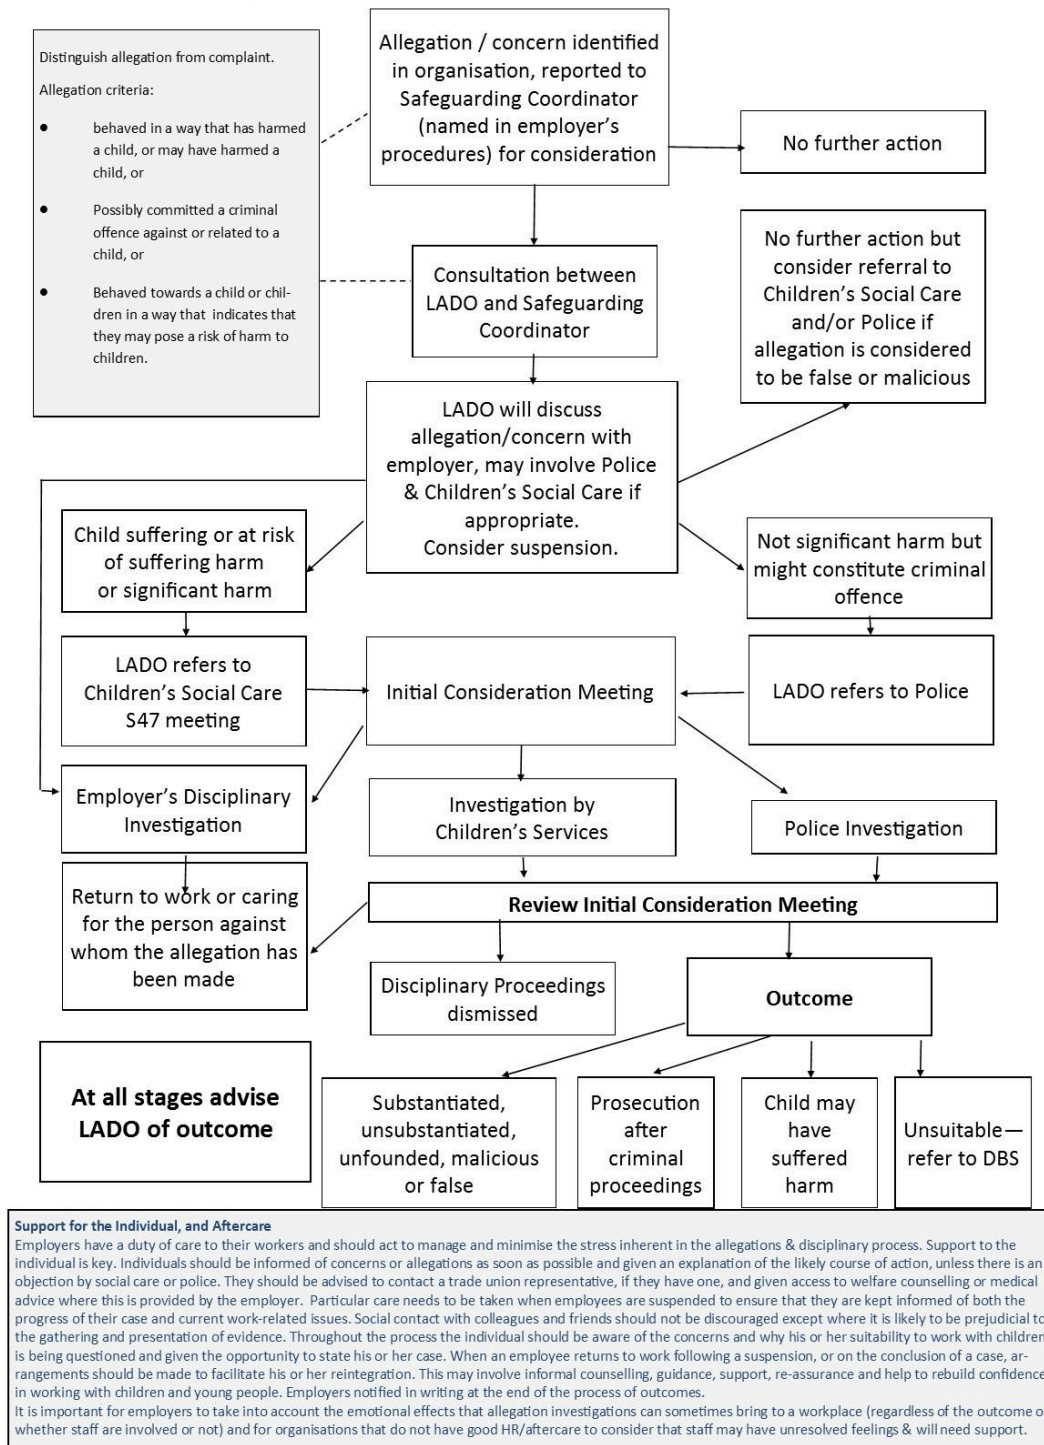 Distinguish allegation from complaint.
Allegation criteria:
● behaved in a way that has harmed
a child, or may have harmed a
child, or
● Possibly committed a criminal
offence against or related to a
child, or
● Behaved towards a child or chil-
dren in a way that indicates that
they may pose a risk of harm to
children.
Allegation / concern identified
in organisation, reported to
Safeguarding Coordinator
(named in employer's
procedures) for consideration
No further action
Consultation between
LADO and Safeguarding
Coordinator
No further action but
consider referral to
Children's Social Care
and/or Police if
allegation is considered
to be false or malicious
LADO will discuss
allegation/concern with
employer, may involve Police
& Children's Social Care if
appropriate.
Consider suspension.
Child suffering or at risk
of suffering harm
or significant harm
Not significant harm but
might constitute criminal
offence
LADO refers to
Children's Social Care
S47 meeting
Initial Consideration Meeting
LADO refers to Police
Employer's Disciplinary
Investigation
Investigation by
Children's Services
Police Investigation
Return to work or caring
for the person against
whom the allegation has
been made
Review Initial Consideration Meeting
Disciplinary Proceedings
dismissed
Outcome
At all stages advise
LADO of outcome
Substantiated,
unsubstantiated,
unfounded, malicious
or false
Prosecution
after
criminal
proceedings
Child may
have
suffered
harm
Unsuitable—
refer to DBS
Support for the Individual, and Aftercare
Employers have a duty of care to their workers and should act to manage and minimise the stress inherent in the allegations & disciplinary process. Support to the
individual is key. Individuals should be informed of concerns or allegations as soon as possible and given an explanation of the likely course of action, unless there is an
objection by social care or police. They should be advised to contact a trade union representative, if they have one, and given access to welfare counselling or medical
advice where this is provided by the employer. Particular care needs to be taken when employees are suspended to ensure that they are kept informed of both the
progress of their case and current work-related issues. Social contact with colleagues and friends should not be discouraged except where it is likely to be prejudicial to
the gathering and presentation of evidence. Throughout the process the individual should be aware of the concerns and why his or her suitability to work with children
is being questioned and given the opportunity to state his or her case. When an employee returns to work following a suspension, or on the conclusion of a case, ar-
rangements should be made to facilitate his or her reintegration. This may involve informal counselling, guidance, support, re-assurance and help to rebuild confidence
in working with children and young people. Employers notified in writing at the end of the process of outcomes.
It is important for employers to take into account the emotional effects that allegation investigations can sometimes bring to a workplace (regardless of the outcome o
whether staff are involved or not) and for organisations that do not have good HR/aftercare to consider that staff may have unresolved feelings & will need support.